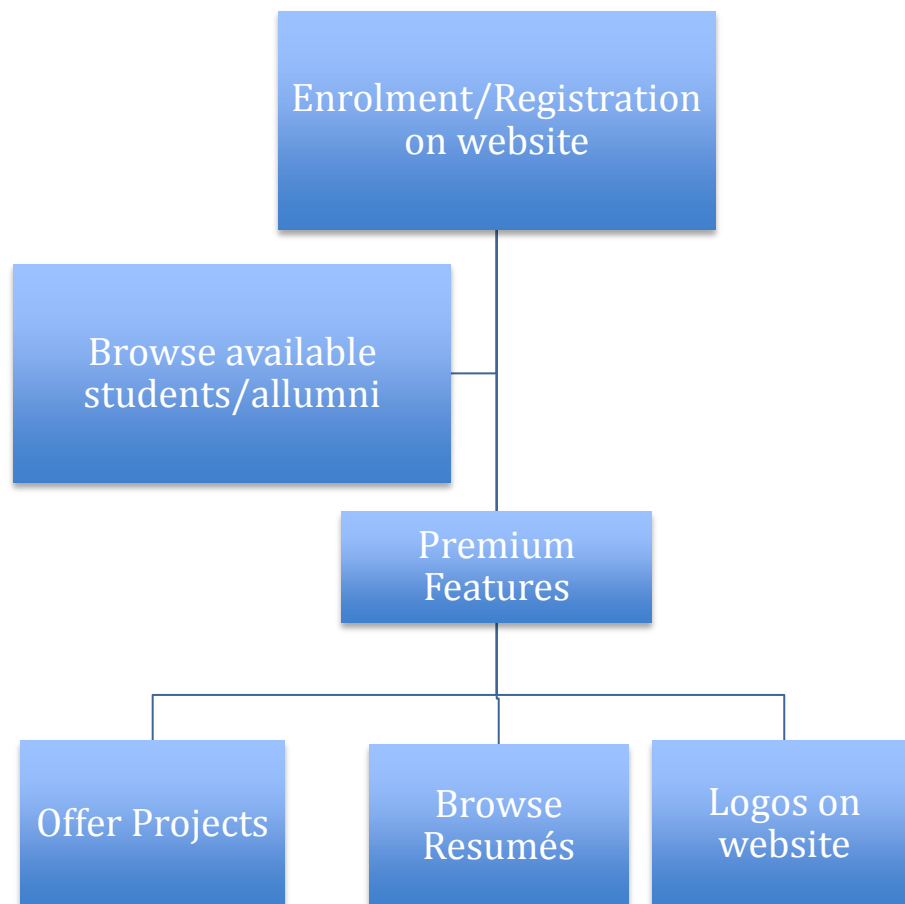 Enrolment/Registration
on website
Browse available
students/allumni
Premium
Features
Offer Projects
Browse
Resumés
Logos on
website